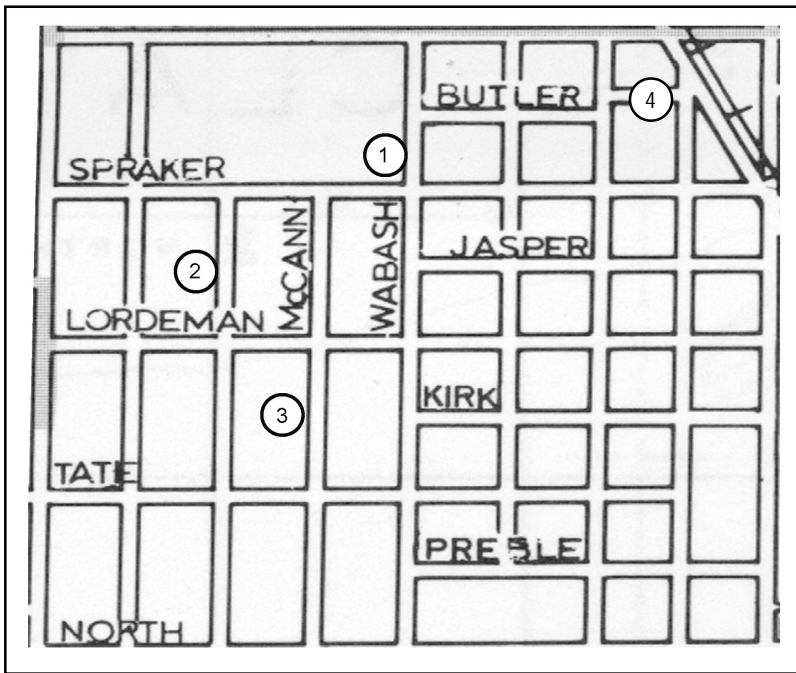 BUTLER
4
1
SPRAKER
McCANN
WABASH
JASPER
2
LORDEMAN
KIRK
3
TATE
PREBLE
NORTH